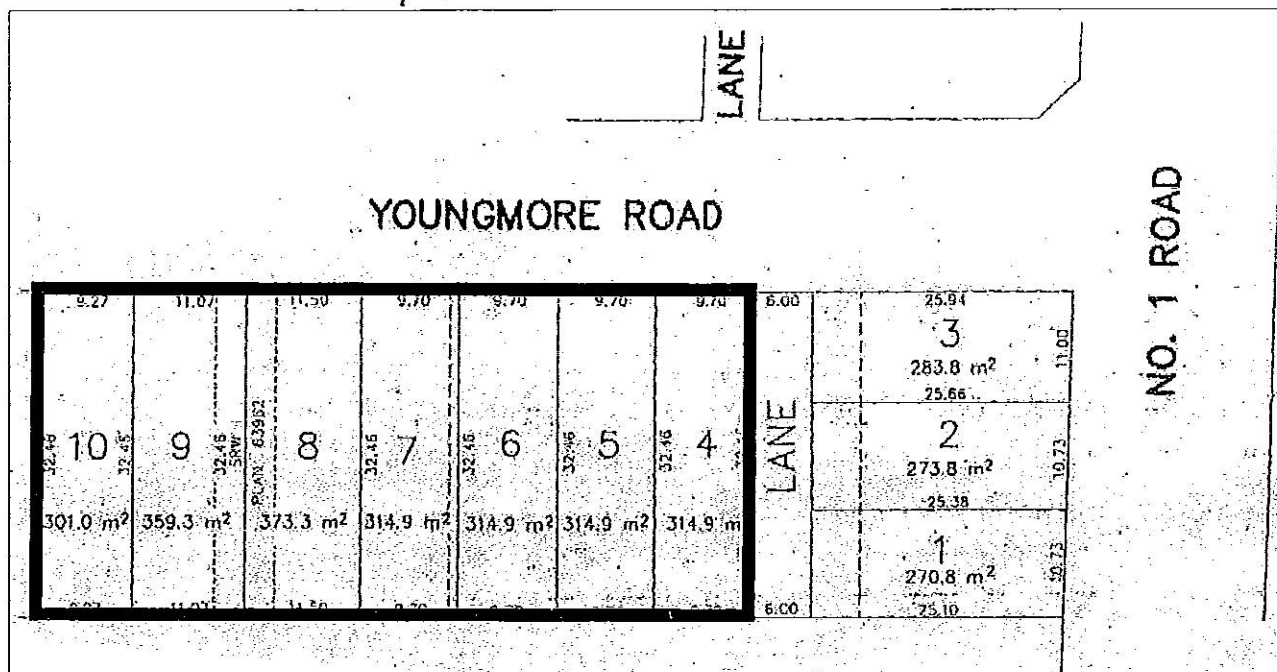 LANE
YOUNGMORE ROAD
NO. 1 ROAD
9.27 11.07 11.50 9.70 9.70 9.70 9.70 6.00 25.94
3
283.8 m²
11.00
25.66
32.46 10 32.46 9 32.46 8 32.46 7 32.46 6 32.46 5 32.46 4
SRW
PLAN 63962
LANE
2
273.8 m²
10.73
25.38
301.0 m² 359.3 m² 373.3 m² 314.9 m² 314.9 m² 314.9 m² 314.9 m
1
270.8 m²
10.73
11.50 6.00 25.10